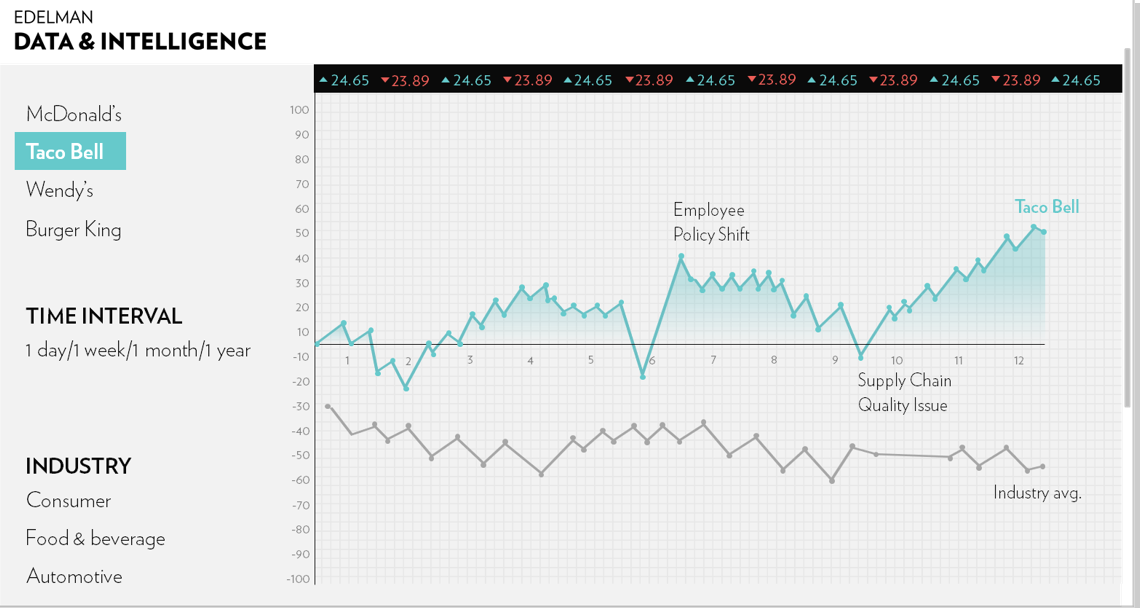 EDELMAN
DATA & INTELLIGENCE
▲24.65 ▼23.89 ▲24.65 ▼23.89 ▲24.65 ▼23.89 ▲24.65 ▼23.89 ▲24.65 ▼23.89 ▲24.65 ▼23.89 ▲24.65
McDonald's
Taco Bell
Wendy's
Burger King
TIME INTERVAL
1 day/1 week/1 month/1 year
INDUSTRY
Consumer
Food & beverage
Automotive
100
90
80
70
60
50
40
30
20
10
-10
-20
-30
-40
-50
-60
-70
-80
-90
-100
1 2 3 4 5 6 7 8 9 10 11 12
Employee
Policy Shift
Taco Bell
Supply Chain
Quality Issue
Industry avg.